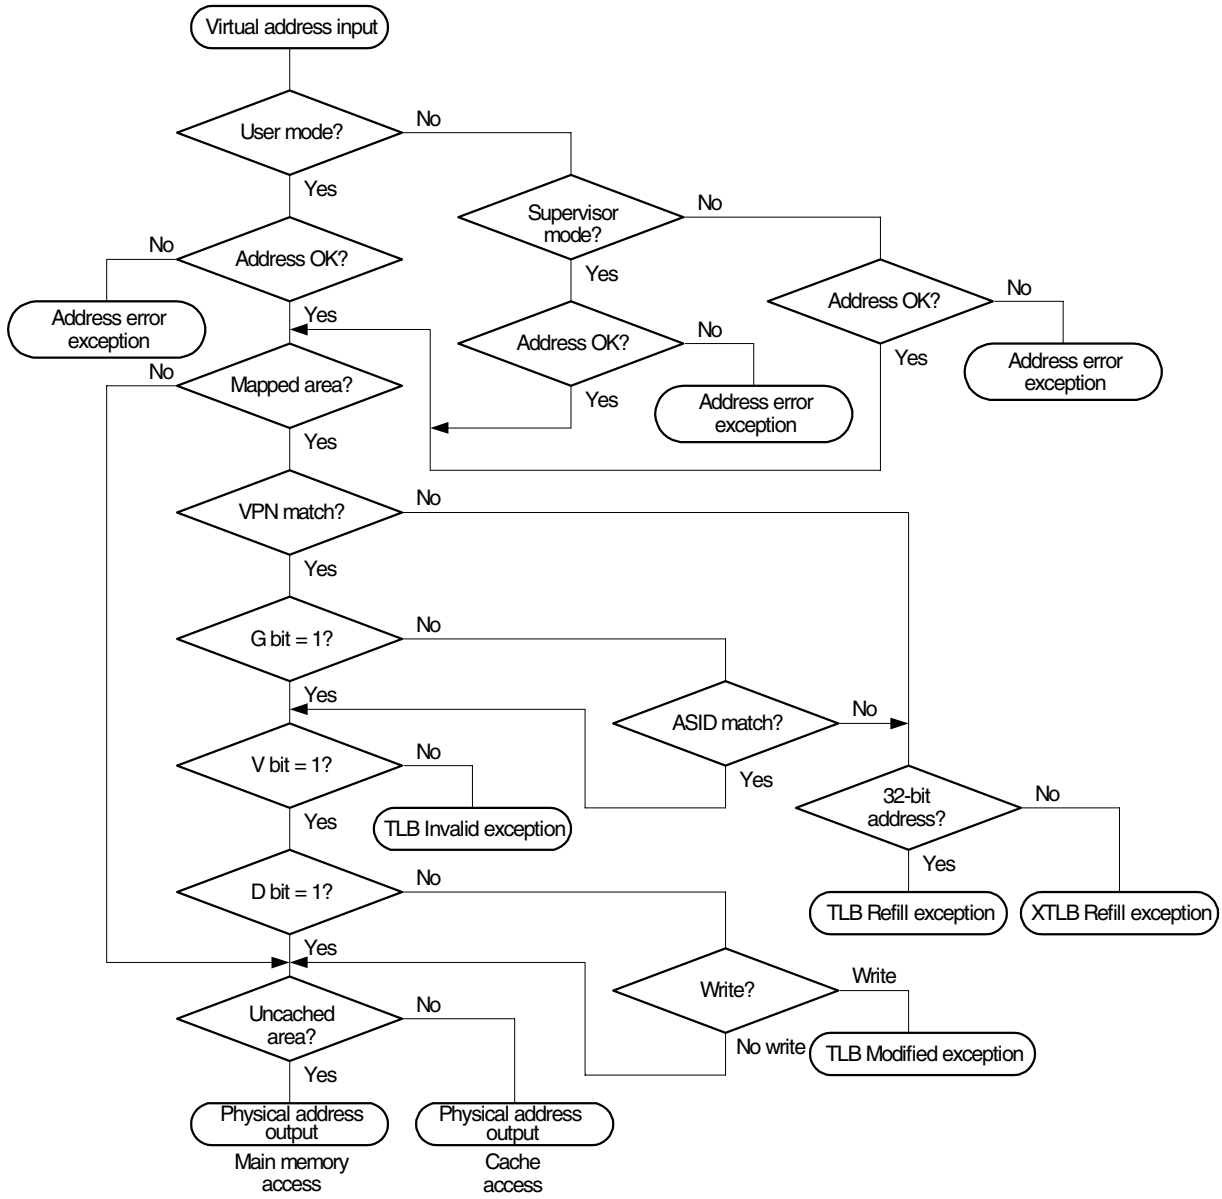 Virtual address input
User mode?
No
Yes
Supervisor
mode?
No
Yes
No
Address OK?
Yes
Address error
exception
Address OK?
No
Yes
Address error
exception
Address OK?
No
Yes
Address error
exception
No
Mapped area?
Yes
VPN match?
No
Yes
G bit = 1?
No
Yes
ASID match?
No
Yes
V bit = 1?
No
Yes
TLB Invalid exception
32-bit
address?
No
Yes
TLB Refill exception
XTLB Refill exception
D bit = 1?
No
Yes
Write?
Write
No write
TLB Modified exception
Uncached
area?
No
Yes
Physical address
output
Main memory
access
Physical address
output
Cache
access